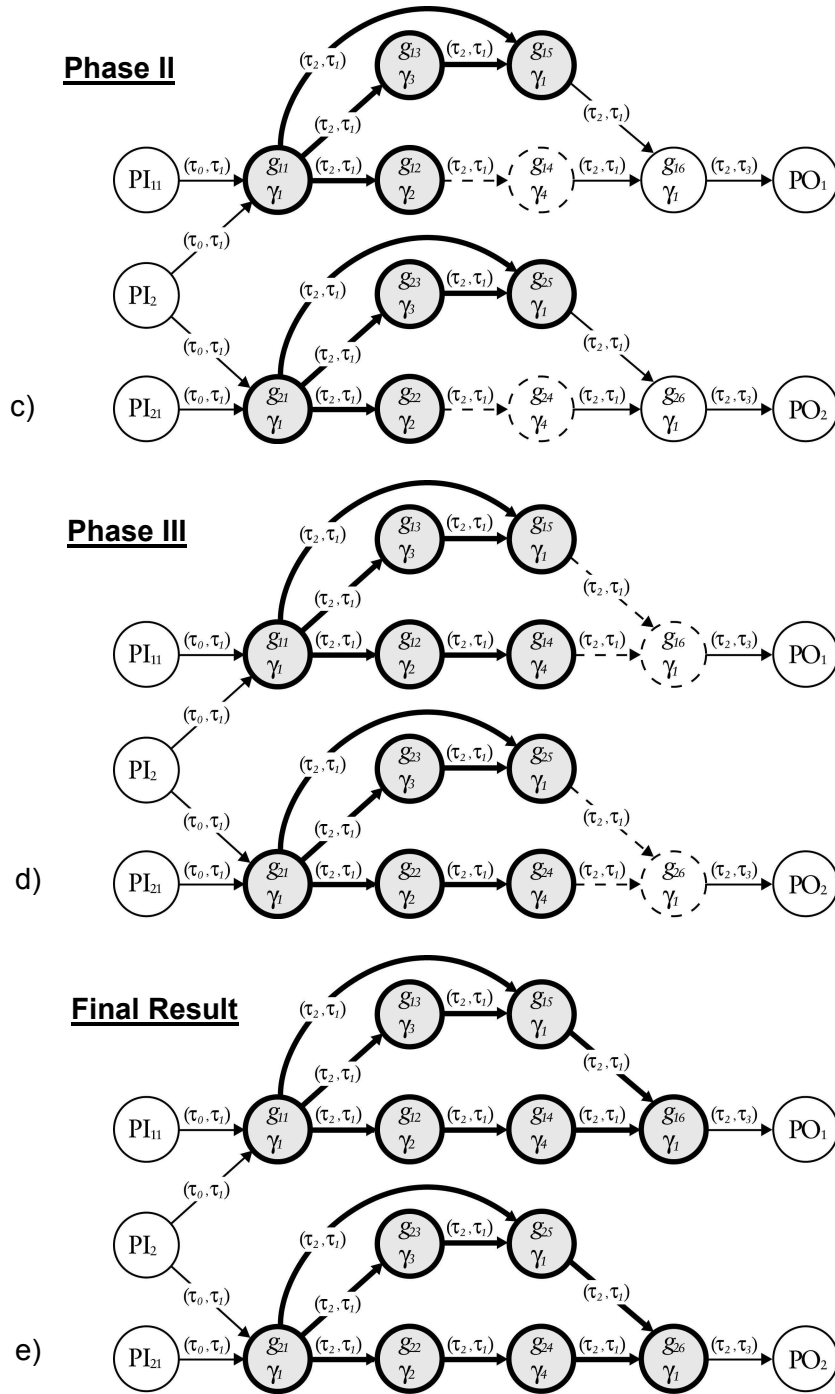 Phase II
(τ₂,τ₁)
g₁₃
γ₃
(τ₂,τ₁)
g₁₅
γ₁
(τ₂,τ₁)
(τ₂,τ₁)
PI₁₁
(τ₀,τ₁)
g₁₁
γ₁
(τ₂,τ₁)
g₁₂
γ₂
(τ₂,τ₁)
g₁₄
γ₄
(τ₂,τ₁)
g₁₆
γ₁
(τ₂,τ₃)
PO₁
(τ₀,τ₁)
PI₂
(τ₂,τ₁)
g₂₃
γ₃
(τ₂,τ₁)
g₂₅
γ₁
(τ₀,τ₁)
(τ₂,τ₁)
(τ₂,τ₁)
c)
PI₂₁
(τ₀,τ₁)
g₂₁
γ₁
(τ₂,τ₁)
g₂₂
γ₂
(τ₂,τ₁)
g₂₄
γ₄
(τ₂,τ₁)
g₂₆
γ₁
(τ₂,τ₃)
PO₂
Phase III
(τ₂,τ₁)
g₁₃
γ₃
(τ₂,τ₁)
g₁₅
γ₁
(τ₂,τ₁)
(τ₂,τ₁)
PI₁₁
(τ₀,τ₁)
g₁₁
γ₁
(τ₂,τ₁)
g₁₂
γ₂
(τ₂,τ₁)
g₁₄
γ₄
(τ₂,τ₁)
g₁₆
γ₁
(τ₂,τ₃)
PO₁
(τ₀,τ₁)
PI₂
(τ₂,τ₁)
g₂₃
γ₃
(τ₂,τ₁)
g₂₅
γ₁
(τ₀,τ₁)
(τ₂,τ₁)
(τ₂,τ₁)
d)
PI₂₁
(τ₀,τ₁)
g₂₁
γ₁
(τ₂,τ₁)
g₂₂
γ₂
(τ₂,τ₁)
g₂₄
γ₄
(τ₂,τ₁)
g₂₆
γ₁
(τ₂,τ₃)
PO₂
Final Result
(τ₂,τ₁)
g₁₃
γ₃
(τ₂,τ₁)
g₁₅
γ₁
(τ₂,τ₁)
(τ₂,τ₁)
PI₁₁
(τ₀,τ₁)
g₁₁
γ₁
(τ₂,τ₁)
g₁₂
γ₂
(τ₂,τ₁)
g₁₄
γ₄
(τ₂,τ₁)
g₁₆
γ₁
(τ₂,τ₃)
PO₁
(τ₀,τ₁)
PI₂
(τ₂,τ₁)
g₂₃
γ₃
(τ₂,τ₁)
g₂₅
γ₁
(τ₀,τ₁)
(τ₂,τ₁)
(τ₂,τ₁)
e)
PI₂₁
(τ₀,τ₁)
g₂₁
γ₁
(τ₂,τ₁)
g₂₂
γ₂
(τ₂,τ₁)
g₂₄
γ₄
(τ₂,τ₁)
g₂₆
γ₁
(τ₂,τ₃)
PO₂